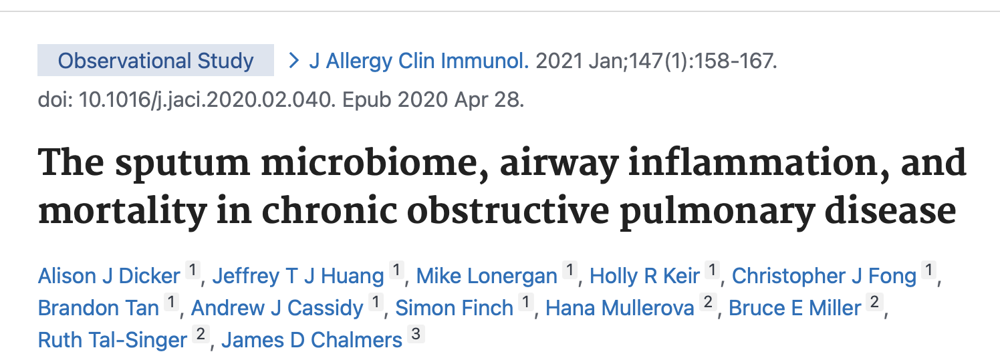 Observational Study > J Allergy Clin Immunol. 2021 Jan;147(1):158-167.
doi: 10.1016/j.jaci.2020.02.040. Epub 2020 Apr 28.
The sputum microbiome, airway inflammation, and
mortality in chronic obstructive pulmonary disease
Alison J Dicker 1, Jeffrey T J Huang 1, Mike Lonergan 1, Holly R Keir 1, Christopher J Fong 1,
Brandon Tan 1, Andrew J Cassidy 1, Simon Finch 1, Hana Mullerova 2, Bruce E Miller 2,
Ruth Tal-Singer 2, James D Chalmers 3